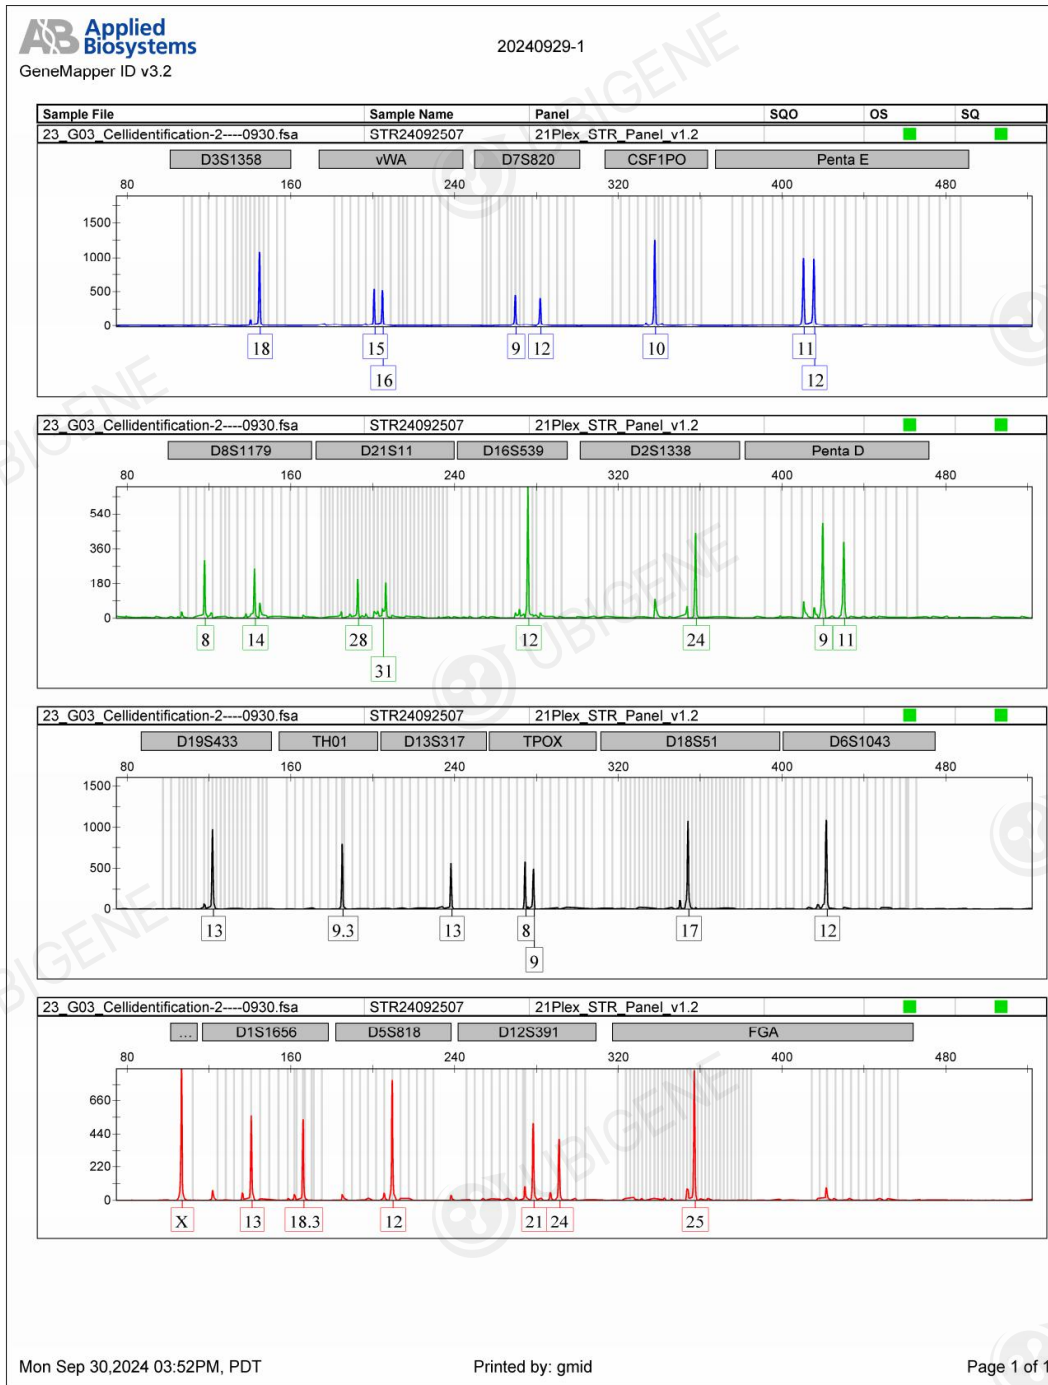 AB Applied
Biosystems
20240929-1
GeneMapper ID v3.2
UBIGENE
Sample File Sample Name Panel SQO OS SQ
23_G03_Cellidentification-2----0930.fsa STR24092507 21Plex_STR_Panel_v1.2
D3S1358 vWA D7S820 CSF1PO Penta E
80 160 240 320 400 480
1500
1000
500
0
18 15 9 12 10 11
16 12
UBIGENE
23_G03_Cellidentification-2----0930.fsa STR24092507 21Plex_STR_Panel_v1.2
D8S1179 D21S11 D16S539 D2S1338 Penta D
80 160 240 320 400 480
540
360
180
0
UBIGENE
8 14 28 12 24 9 11
31
23_G03_Cellidentification-2----0930.fsa STR24092507 21Plex_STR_Panel_v1.2
D19S433 TH01 D13S317 TPOX D18S51 D6S1043
80 160 240 320 400 480
1500
1000
500
0
13 9.3 13 8 17 12
9
UBIGENE
23_G03_Cellidentification-2----0930.fsa STR24092507 21Plex_STR_Panel_v1.2
... D1S1656 D5S818 D12S391 FGA
80 160 240 320 400 480
660
440
220
0
UBIGENE
X 13 18.3 12 21 24 25
Mon Sep 30,2024 03:52PM, PDT Printed by: gmid Page 1 of 1